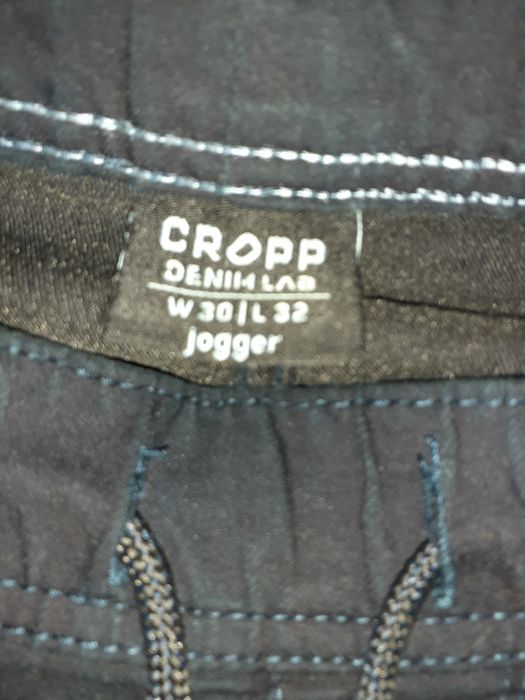 CROPP
DENIM LAB
W 30 | L 32
jogger